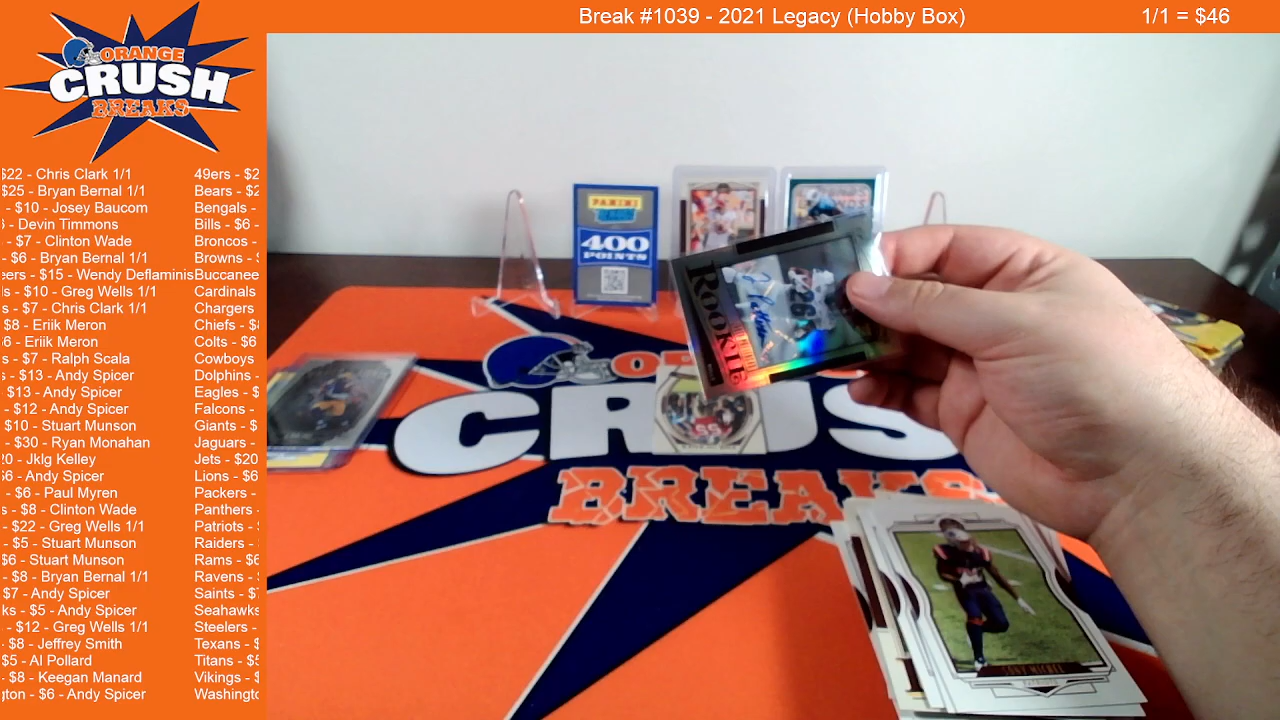 Break #1039 - 2021 Legacy (Hobby Box)
1/1 = $46
ORANGE
CRUSH
BREAKS
$22 - Chris Clark 1/1
$25 - Bryan Bernal 1/1
- $10 - Josey Baucom
- Devin Timmons
- $7 - Clinton Wade
- $6 - Bryan Bernal 1/1
eers - $15 - Wendy Deflaminis
ls - $10 - Greg Wells 1/1
s - $7 - Chris Clark 1/1
$8 - Eriik Meron
6 - Eriik Meron
s - $7 - Ralph Scala
s - $13 - Andy Spicer
$13 - Andy Spicer
- $12 - Andy Spicer
$10 - Stuart Munson
- $30 - Ryan Monahan
20 - Jklg Kelley
$6 - Andy Spicer
- $6 - Paul Myren
s - $8 - Clinton Wade
- $22 - Greg Wells 1/1
- $5 - Stuart Munson
$6 - Stuart Munson
- $8 - Bryan Bernal 1/1
$7 - Andy Spicer
ks - $5 - Andy Spicer
- $12 - Greg Wells 1/1
- $8 - Jeffrey Smith
$5 - Al Pollard
- $8 - Keegan Manard
gton - $6 - Andy Spicer
49ers - $2
Bears - $2
Bengals -
Bills - $6 -
Broncos -
Browns - $
Buccanee
Cardinals
Chargers
Chiefs - $8
Colts - $6
Cowboys
Dolphins -
Eagles - $
Falcons -
Giants - $
Jaguars -
Jets - $20
Lions - $6
Packers -
Panthers -
Patriots - $
Raiders -
Rams - $6
Ravens -
Saints - $7
Seahawks
Steelers -
Texans - $
Titans - $5
Vikings - $
Washingto
PANINI
400
POINTS
ROOKIE
26
CRUS
BREAKS
55
SONY MICHEL
PATRIOTS